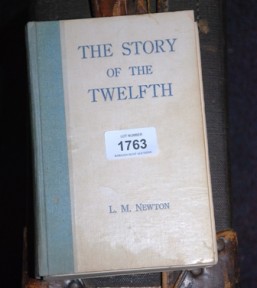 THE STORY
OF THE
TWELFTH
LOT NUMBER
1763
L. M. NEWTON